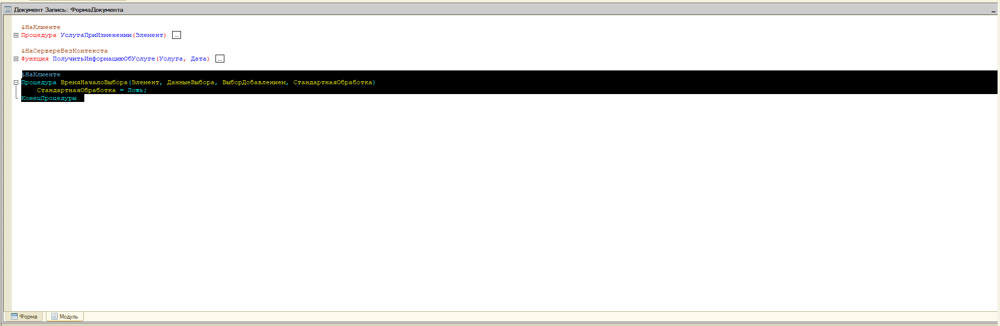 Документ Запись: ФормаДокумента
&НаКлиенте
Процедура УслугаПриИзменении(Элемент) ...
&НаСервереБезКонтекста
Функция ПолучитьИнформациюОбУслуге(Услуга, Дата) ...
&НаКлиенте
Процедура ВремяНачалоВыбора(Элемент, ДанныеВыбора, ВыборДобавлением, СтандартнаяОбработка)
СтандартнаяОбработка = Ложь;
КонецПроцедуры
Форма Модуль